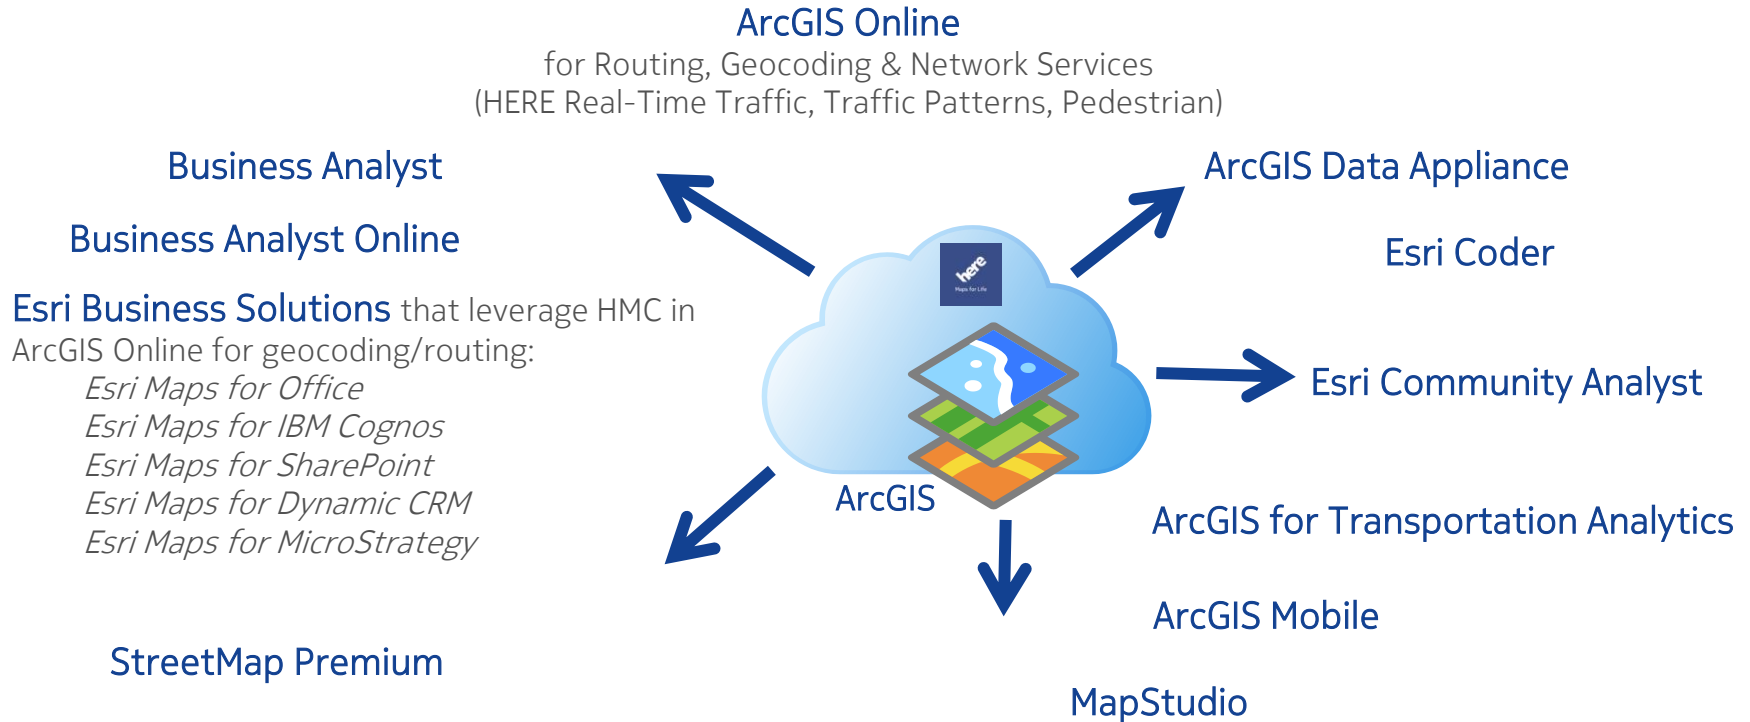 ArcGIS Online
for Routing, Geocoding & Network Services
(HERE Real-Time Traffic, Traffic Patterns, Pedestrian)
Business Analyst
Business Analyst Online
Esri Business Solutions that leverage HMC in
ArcGIS Online for geocoding/routing:
Esri Maps for Office
Esri Maps for IBM Cognos
Esri Maps for SharePoint
Esri Maps for Dynamic CRM
Esri Maps for MicroStrategy
StreetMap Premium
here
Maps for Life
ArcGIS
ArcGIS Data Appliance
Esri Coder
Esri Community Analyst
ArcGIS for Transportation Analytics
ArcGIS Mobile
MapStudio